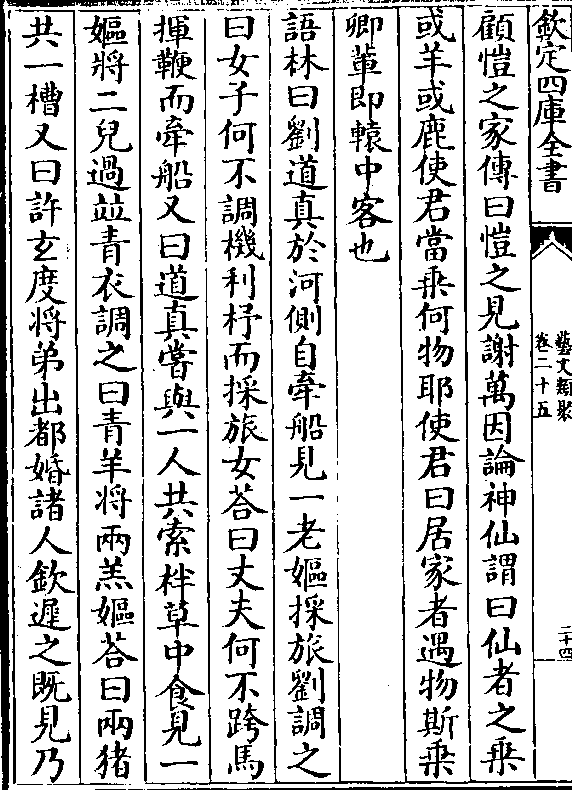 欽定四庫全書
藝文類聚
卷二十五
二十四
顧愷之家傳曰愷之見謝萬因論神仙謂曰仙者之乗
或羊或鹿使君當乗何物耶使君曰居家者遇物斯乗
卿軰即轅中客也
語林曰劉道真於河側自牽船見一老嫗採旅劉調之
曰女子何不調機利杼而採旅女荅曰丈夫何不跨馬
揮鞭而牽船又曰道真嘗與一人共索柈草中食見一
嫗將二兒過並青衣調之曰青羊將兩羔嫗荅曰兩猪
共一槽又曰許玄度將弟出都婚諸人欽遲之既見乃